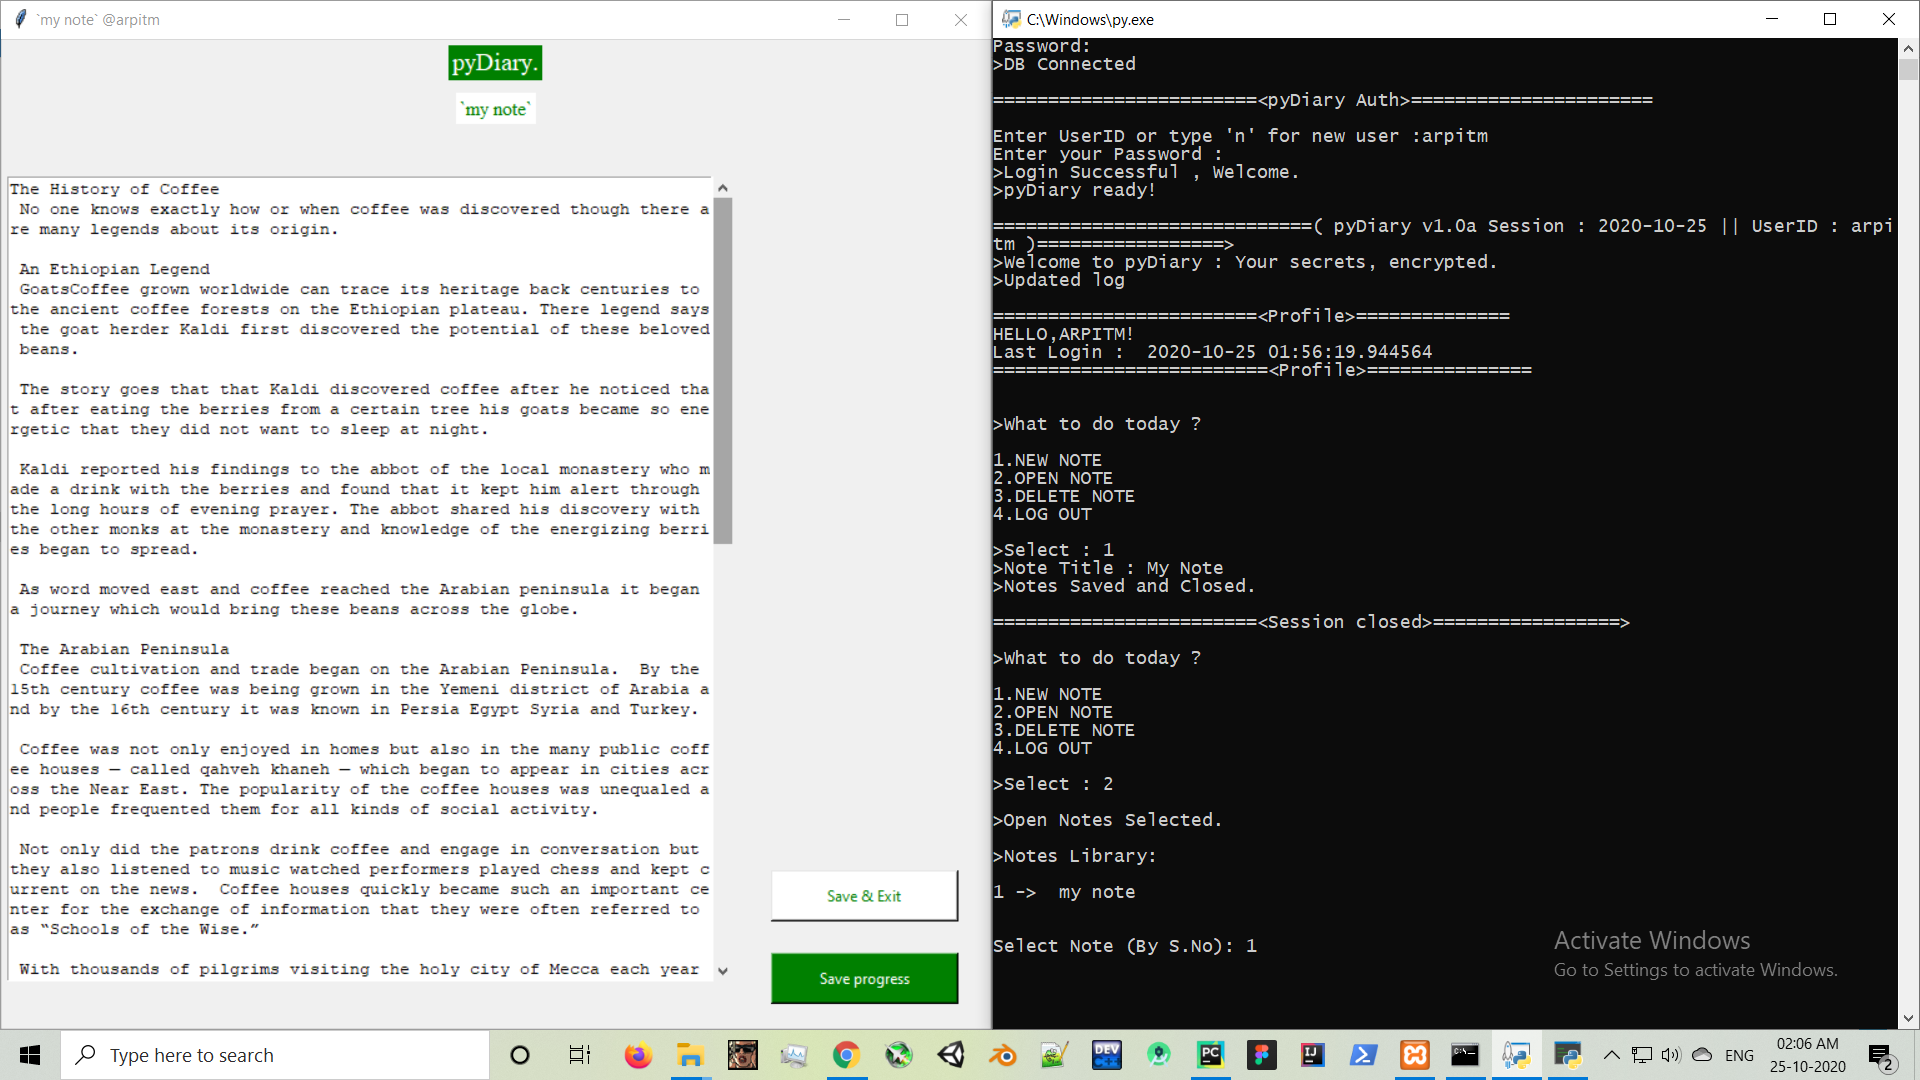 `my note` @arpitm
pyDiary.
`my note`
The History of Coffee
No one knows exactly how or when coffee was discovered though there a
re many legends about its origin.
An Ethiopian Legend
GoatsCoffee grown worldwide can trace its heritage back centuries to
the ancient coffee forests on the Ethiopian plateau. There legend says
the goat herder Kaldi first discovered the potential of these beloved
beans.
The story goes that that Kaldi discovered coffee after he noticed tha
t after eating the berries from a certain tree his goats became so ene
rgetic that they did not want to sleep at night.
Kaldi reported his findings to the abbot of the local monastery who m
ade a drink with the berries and found that it kept him alert through
the long hours of evening prayer. The abbot shared his discovery with
the other monks at the monastery and knowledge of the energizing berri
es began to spread.
As word moved east and coffee reached the Arabian peninsula it began
a journey which would bring these beans across the globe.
The Arabian Peninsula
Coffee cultivation and trade began on the Arabian Peninsula.  By the
15th century coffee was being grown in the Yemeni district of Arabia a
nd by the 16th century it was known in Persia Egypt Syria and Turkey.
Coffee was not only enjoyed in homes but also in the many public coff
ee houses — called qahveh khaneh — which began to appear in cities acr
oss the Near East. The popularity of the coffee houses was unequaled a
nd people frequented them for all kinds of social activity.
Not only did the patrons drink coffee and engage in conversation but
they also listened to music watched performers played chess and kept c
urrent on the news.  Coffee houses quickly became such an important ce
nter for the exchange of information that they were often referred to
as “Schools of the Wise.”
With thousands of pilgrims visiting the holy city of Mecca each year
Save & Exit
Save progress
C:\Windows\py.exe
Password:
>DB Connected
========================<pyDiary Auth>======================
Enter UserID or type 'n' for new user :arpitm
Enter your Password :
>Login Successful , Welcome.
>pyDiary ready!
=============================( pyDiary v1.0a Session : 2020-10-25 || UserID : arpi
tm )=================>
>Welcome to pyDiary : Your secrets, encrypted.
>Updated log
========================<Profile>==============
HELLO,ARPITM!
Last Login :  2020-10-25 01:56:19.944564
=========================<Profile>===============
>What to do today ?
1.NEW NOTE
2.OPEN NOTE
3.DELETE NOTE
4.LOG OUT
>Select : 1
>Note Title : My Note
>Notes Saved and Closed.
========================<Session closed>=================>
>What to do today ?
1.NEW NOTE
2.OPEN NOTE
3.DELETE NOTE
4.LOG OUT
>Select : 2
>Open Notes Selected.
>Notes Library:
1 ->  my note
Select Note (By S.No): 1
Activate Windows
Go to Settings to activate Windows.
Type here to search
DEV
PC
IJ
ENG
02:06 AM
25-10-2020
2